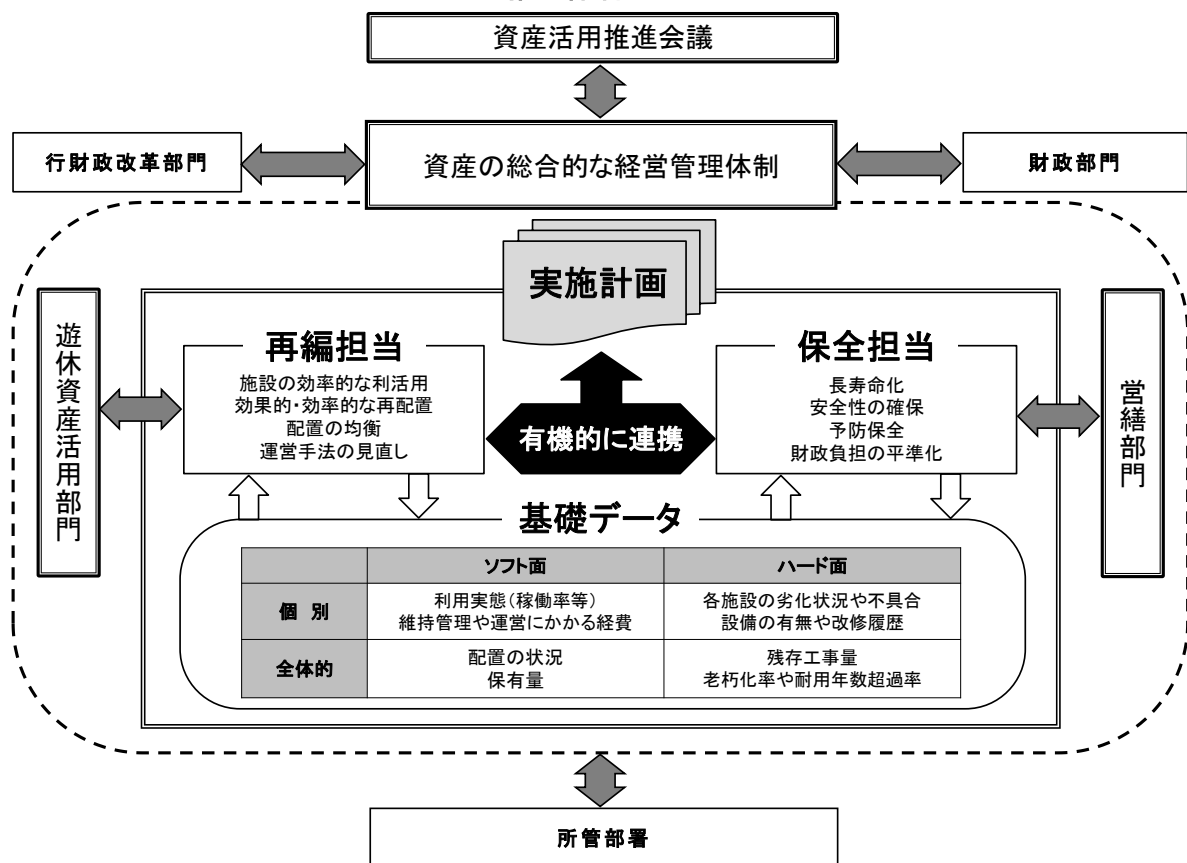 資産活用推進会議
行財政改革部門
資産の総合的な経営管理体制
財政部門
実施計画
遊休資産活用部門
再編担当
施設の効率的な利活用
効果的・効率的な再配置
配置の均衡
運営手法の見直し
有機的に連携
保全担当
長寿命化
安全性の確保
予防保全
財政負担の平準化
営繕部門
基礎データ
ソフト面
ハード面
個 別
利用実態(稼働率等)
維持管理や運営にかかる経費
各施設の劣化状況や不具合
設備の有無や改修履歴
全体的
配置の状況
保有量
残存工事量
老朽化率や耐用年数超過率
所管部署